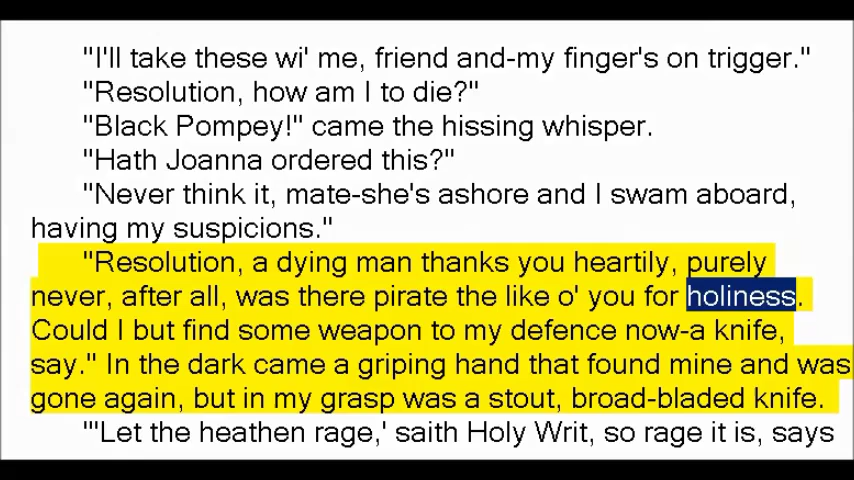 "I'll take these wi' me, friend and-my finger's on trigger."
"Resolution, how am I to die?"
"Black Pompey!" came the hissing whisper.
"Hath Joanna ordered this?"
"Never think it, mate-she's ashore and I swam aboard,
having my suspicions."
"Resolution, a dying man thanks you heartily, purely
never, after all, was there pirate the like o' you for holiness.
Could I but find some weapon to my defence now-a knife,
say." In the dark came a griping hand that found mine and was
gone again, but in my grasp was a stout, broad-bladed knife.
"'Let the heathen rage,' saith Holy Writ, so rage it is, says